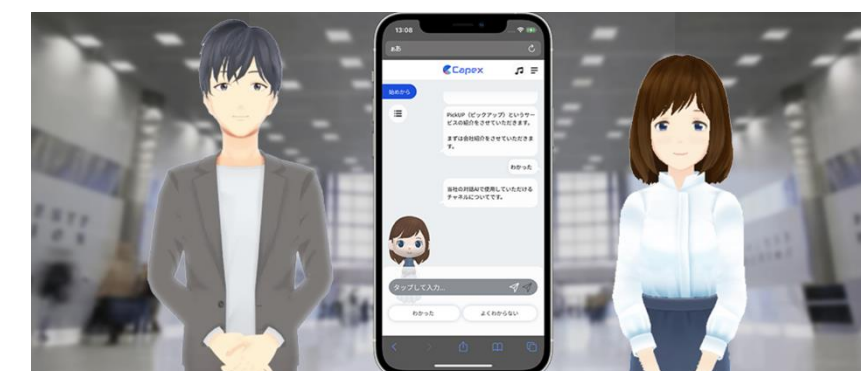 13:08
ぁあ
Capex
始めから
PickUP（ピックアップ）というサー
ビスの紹介をさせていただきます。
まずは会社紹介をさせていただきま
す。
わかった
当社の対話AIで使用していただける
チャネルについてです。
タップして入力...
わかった
よくわからない